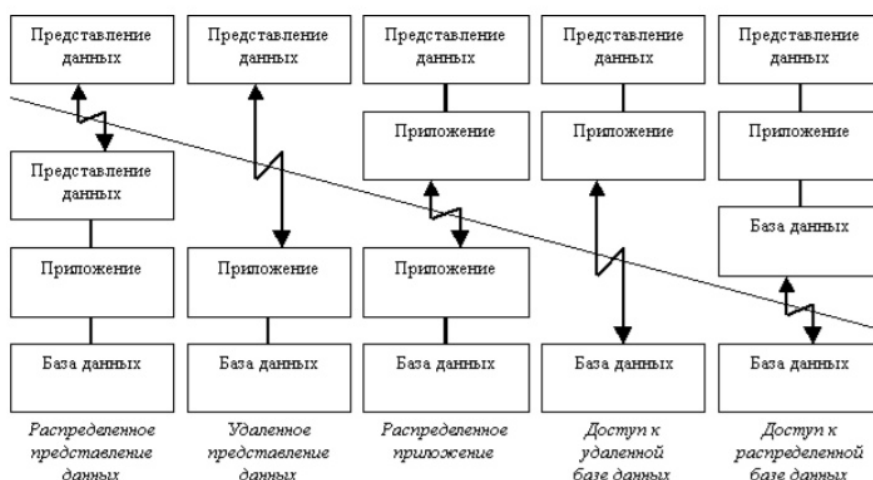 Представление
данных
Представление
данных
Представление
данных
Представление
данных
Представление
данных
Приложение
Приложение
Приложение
Представление
данных
База данных
Приложение
Приложение
Приложение
База данных
База данных
База данных
База данных
База данных
Распределенное
представление
данных
Удаленное
представление
данных
Распределенное
приложение
Доступ к
удаленной
базе данных
Доступ к
распределенной
базе данных